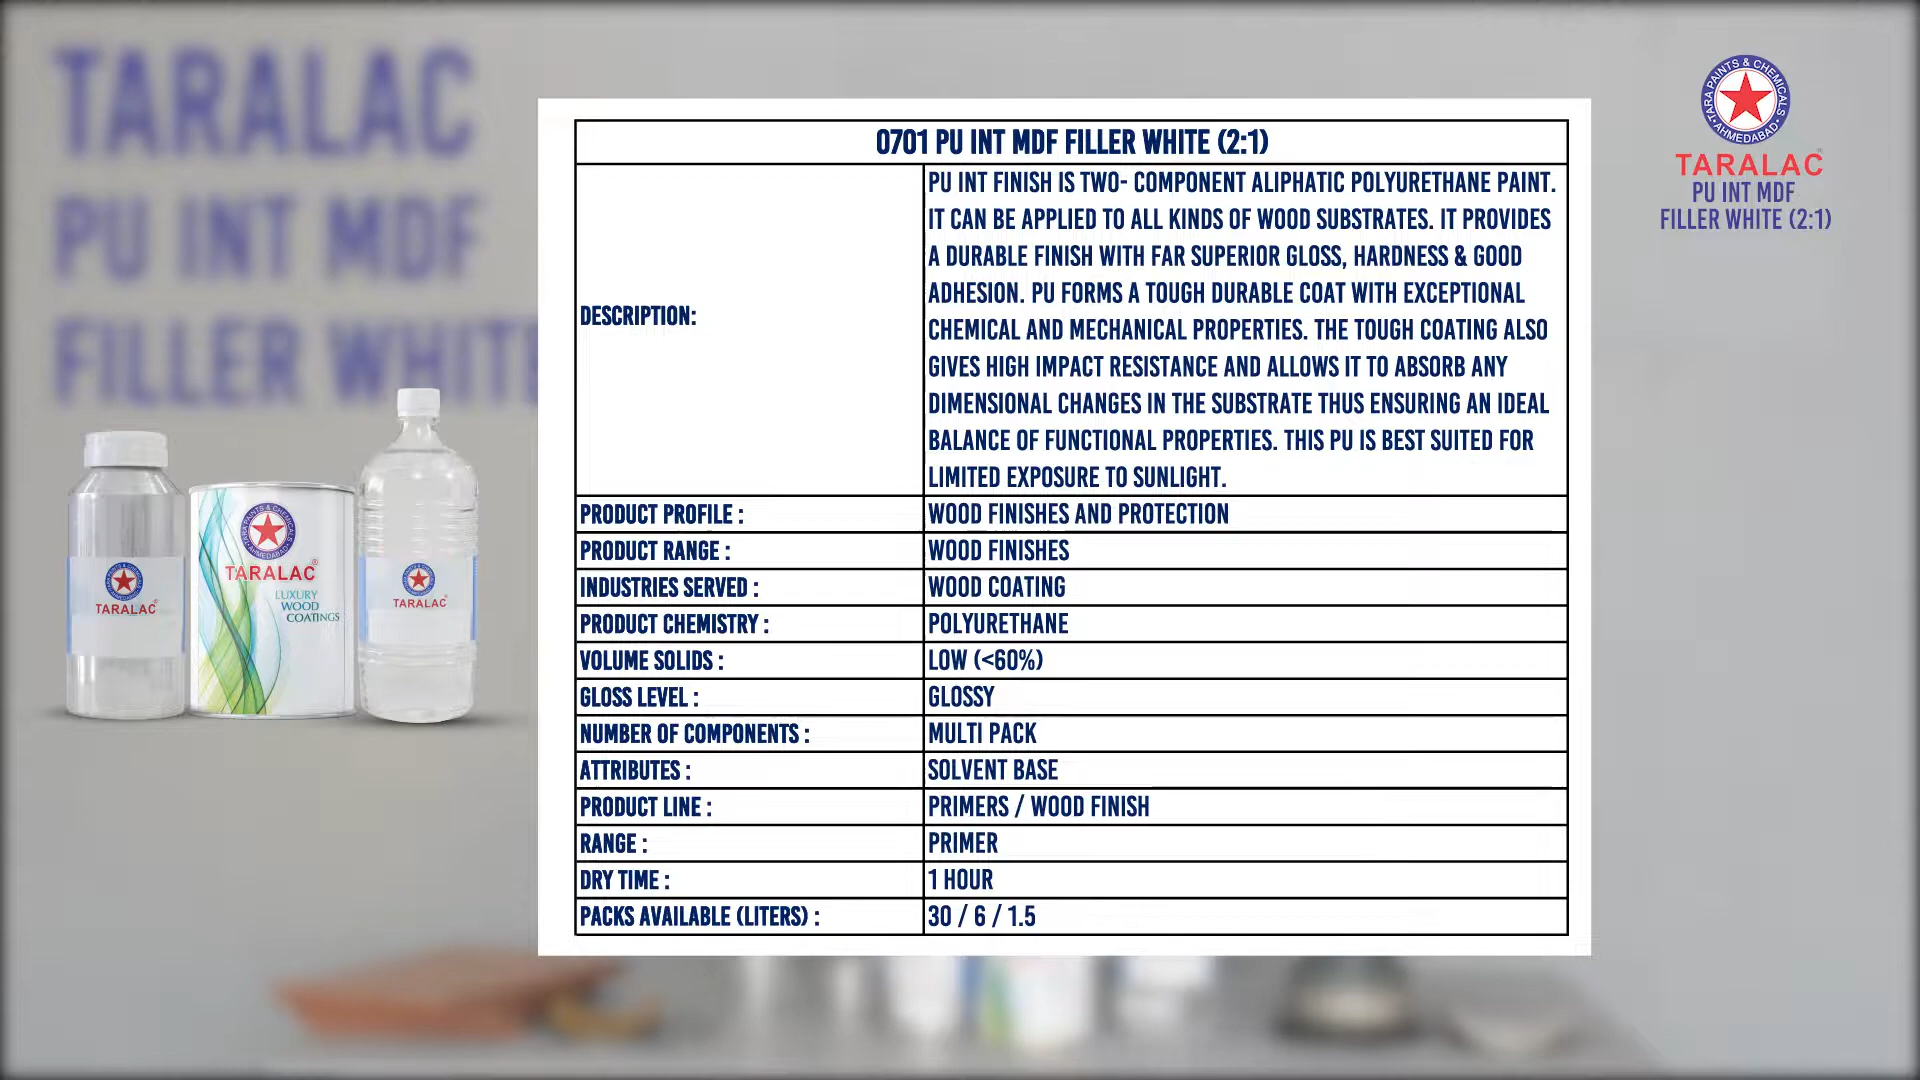 TARALAC
PU INT MDF
FILLER WHITE
TARA PAINTS & CHEMICALS
AHMEDABAD
TARALAC
PU INT MDF
FILLER WHITE (2:1)
0701 PU INT MDF FILLER WHITE (2:1)
DESCRIPTION:
PU INT FINISH IS TWO- COMPONENT ALIPHATIC POLYURETHANE PAINT.
IT CAN BE APPLIED TO ALL KINDS OF WOOD SUBSTRATES. IT PROVIDES
A DURABLE FINISH WITH FAR SUPERIOR GLOSS, HARDNESS & GOOD
ADHESION. PU FORMS A TOUGH DURABLE COAT WITH EXCEPTIONAL
CHEMICAL AND MECHANICAL PROPERTIES. THE TOUGH COATING ALSO
GIVES HIGH IMPACT RESISTANCE AND ALLOWS IT TO ABSORB ANY
DIMENSIONAL CHANGES IN THE SUBSTRATE THUS ENSURING AN IDEAL
BALANCE OF FUNCTIONAL PROPERTIES. THIS PU IS BEST SUITED FOR
LIMITED EXPOSURE TO SUNLIGHT.
PRODUCT PROFILE : WOOD FINISHES AND PROTECTION
PRODUCT RANGE : WOOD FINISHES
INDUSTRIES SERVED : WOOD COATING
PRODUCT CHEMISTRY : POLYURETHANE
VOLUME SOLIDS : LOW (<60%)
GLOSS LEVEL : GLOSSY
NUMBER OF COMPONENTS : MULTI PACK
ATTRIBUTES : SOLVENT BASE
PRODUCT LINE : PRIMERS / WOOD FINISH
RANGE : PRIMER
DRY TIME : 1 HOUR
PACKS AVAILABLE (LITERS) : 30 / 6 / 1.5
TARALAC
TARA PAINTS & CHEMICALS
AHMEDABAD
TARALAC®
LUXURY
WOOD
COATINGS
TARALAC